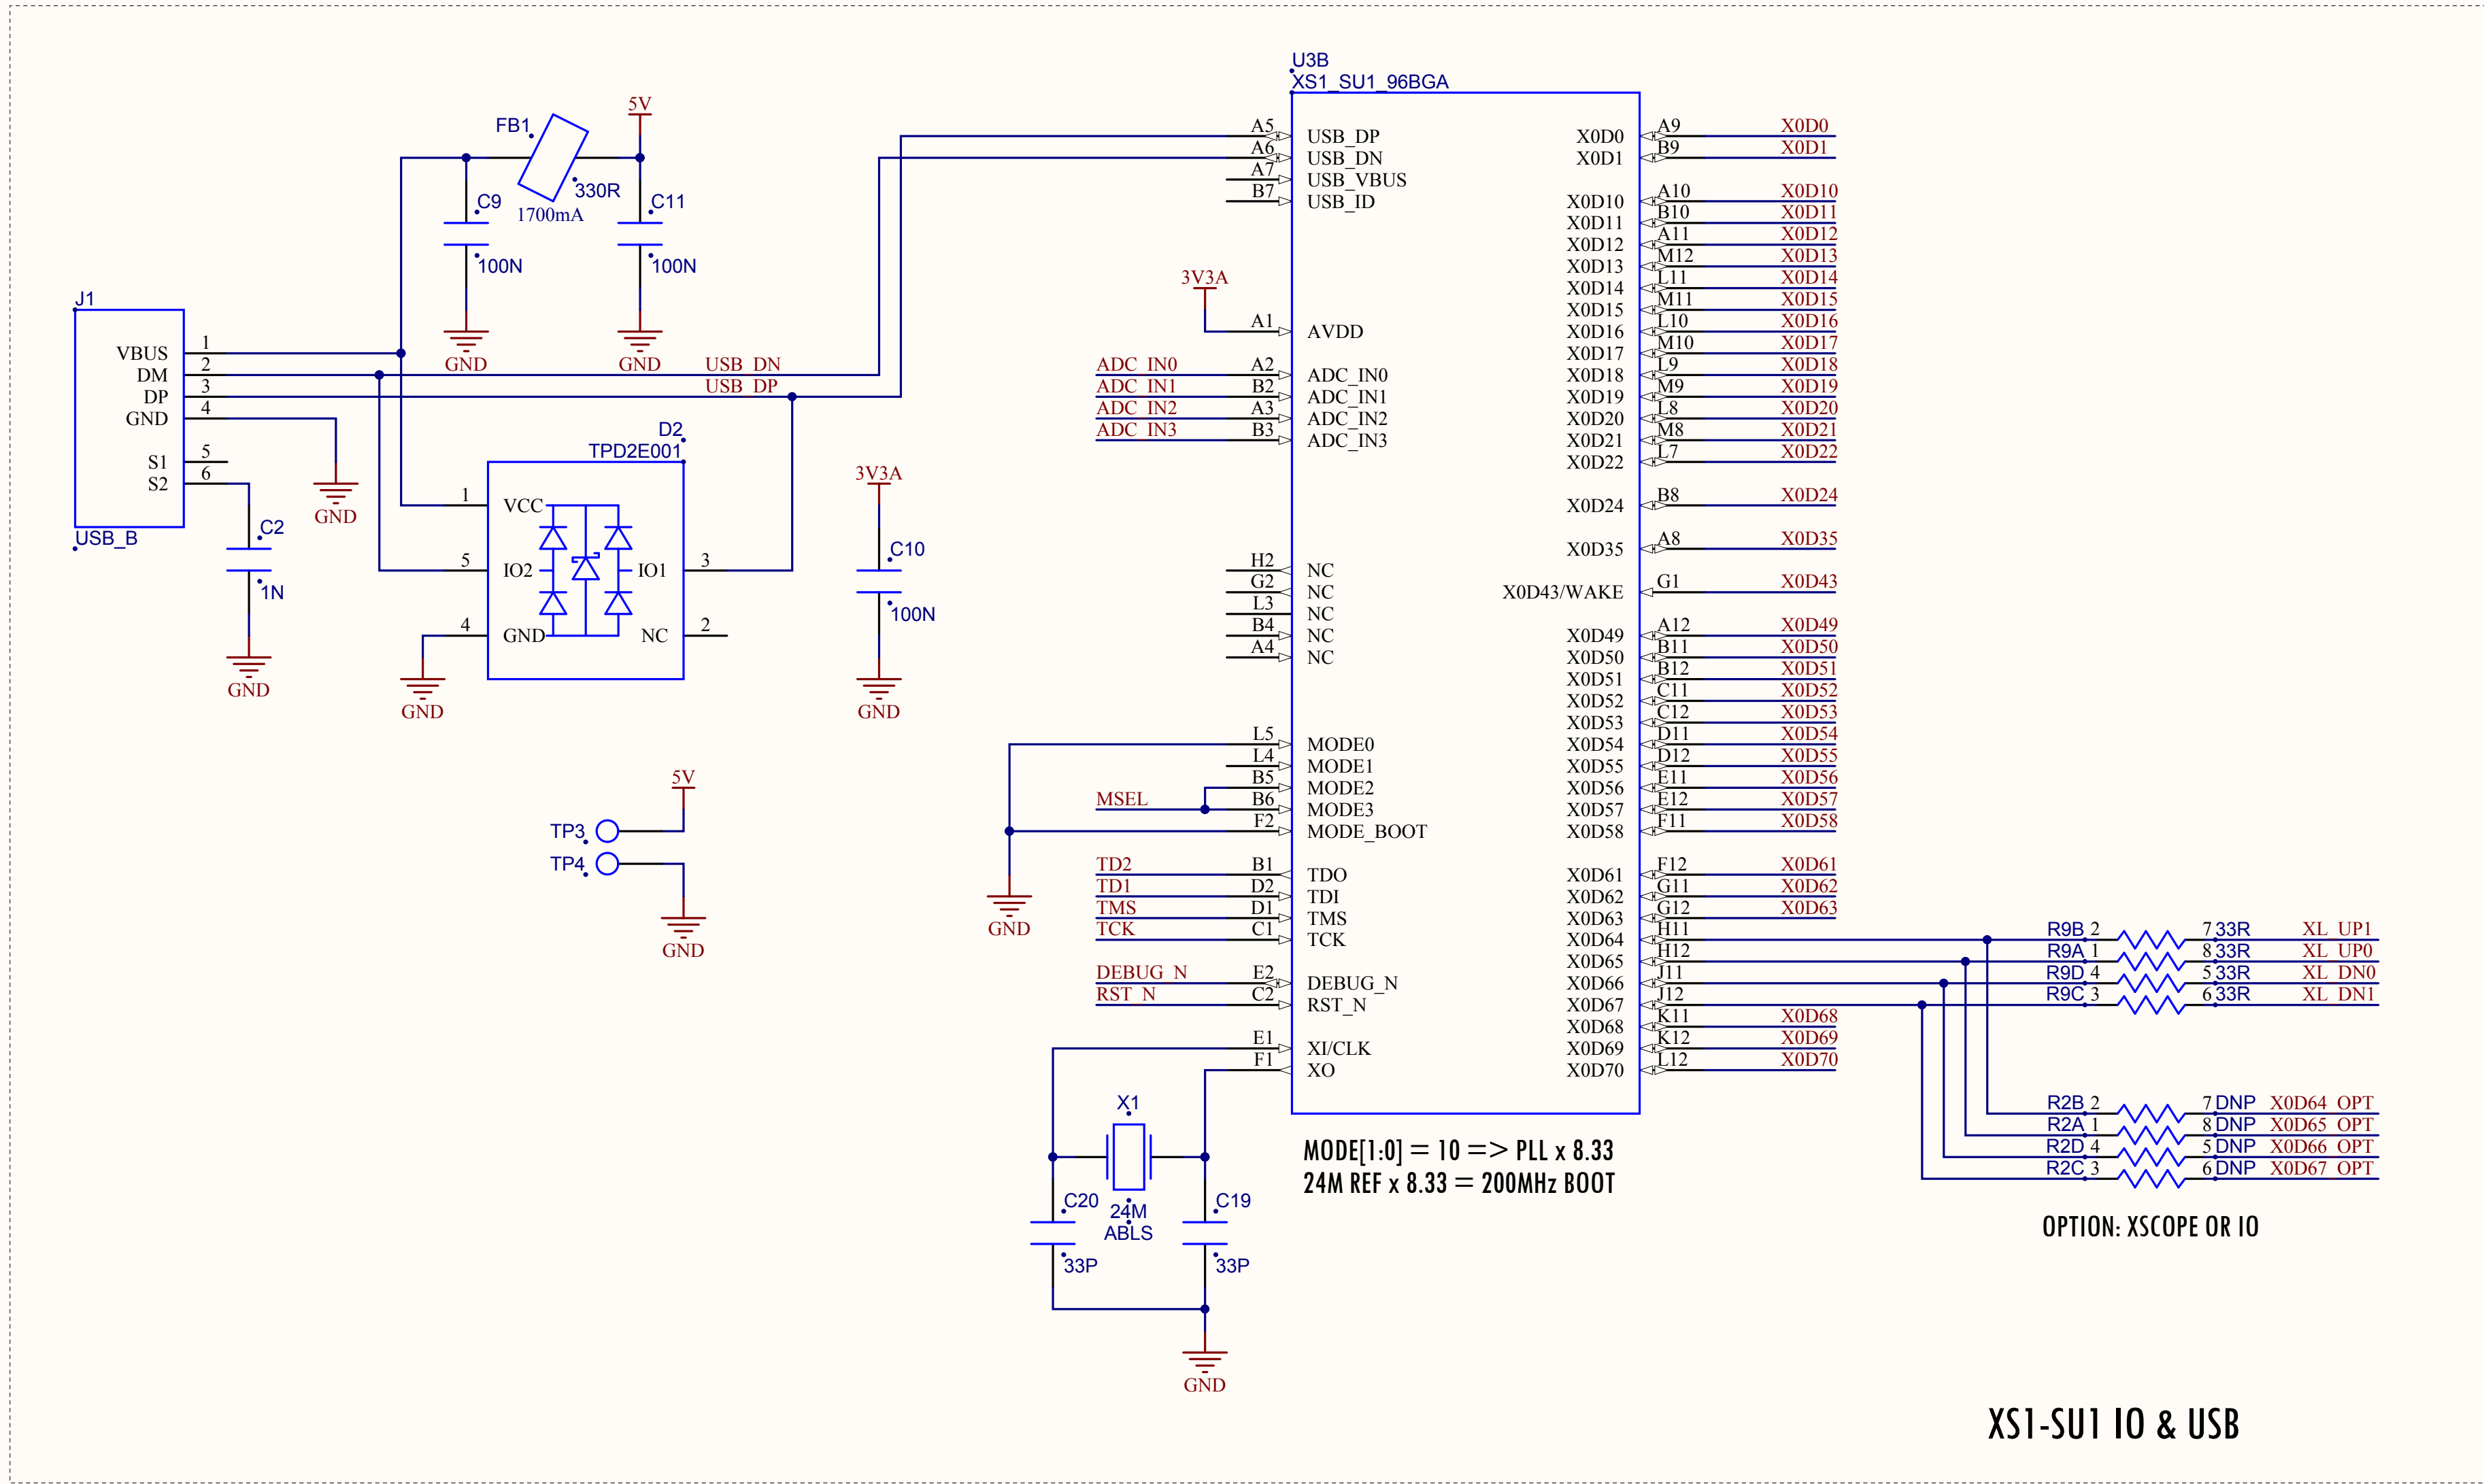 U3B
XS1_SU1_96BGA
5V
FB1
330R
1700mA
C9
100N
C11
100N
GND
GND
J1
VBUS 1
DM 2
DP 3
GND 4
S1 5
S2 6
USB_B
USB_DN
USB_DP
GND
C2
1N
GND
D2
TPD2E001
1 VCC
5 IO2
IO1 3
4 GND
NC 2
GND
3V3A
C10
100N
GND
5V
TP3
TP4
GND
A5 USB_DP
A6 USB_DN
A7 USB_VBUS
B7 USB_ID
3V3A
A1 AVDD
ADC_IN0 A2 ADC_IN0
ADC_IN1 B2 ADC_IN1
ADC_IN2 A3 ADC_IN2
ADC_IN3 B3 ADC_IN3
H2 NC
G2 NC
L3 NC
B4 NC
A4 NC
L5 MODE0
L4 MODE1
B5 MODE2
MSEL B6 MODE3
F2 MODE_BOOT
GND
TD2 B1 TDO
TD1 D2 TDI
TMS D1 TMS
TCK C1 TCK
DEBUG_N E2 DEBUG_N
RST_N C2 RST_N
E1 XI/CLK
F1 XO
X1
24M
ABLS
C20
33P
C19
33P
GND
X0D0 A9 X0D0
X0D1 B9 X0D1
X0D10 A10 X0D10
X0D11 B10 X0D11
X0D12 A11 X0D12
X0D13 M12 X0D13
X0D14 L11 X0D14
X0D15 M11 X0D15
X0D16 L10 X0D16
X0D17 M10 X0D17
X0D18 L9 X0D18
X0D19 M9 X0D19
X0D20 L8 X0D20
X0D21 M8 X0D21
X0D22 L7 X0D22
X0D24 B8 X0D24
X0D35 A8 X0D35
X0D43/WAKE G1 X0D43
X0D49 A12 X0D49
X0D50 B11 X0D50
X0D51 B12 X0D51
X0D52 C11 X0D52
X0D53 C12 X0D53
X0D54 D11 X0D54
X0D55 D12 X0D55
X0D56 E11 X0D56
X0D57 E12 X0D57
X0D58 F11 X0D58
X0D61 F12 X0D61
X0D62 G11 X0D62
X0D63 G12 X0D63
X0D64 H11 R9B 2 7 33R XL_UP1
X0D65 H12 R9A 1 8 33R XL_UP0
X0D66 J11 R9D 4 5 33R XL_DN0
X0D67 J12 R9C 3 6 33R XL_DN1
X0D68 K11 X0D68
X0D69 K12 X0D69
X0D70 L12 X0D70
R2B 2 7 DNP X0D64_OPT
R2A 1 8 DNP X0D65_OPT
R2D 4 5 DNP X0D66_OPT
R2C 3 6 DNP X0D67_OPT
OPTION: XSCOPE OR IO
MODE[1:0] = 10 => PLL x 8.33
24M REF x 8.33 = 200MHz BOOT
XS1-SU1 IO & USB